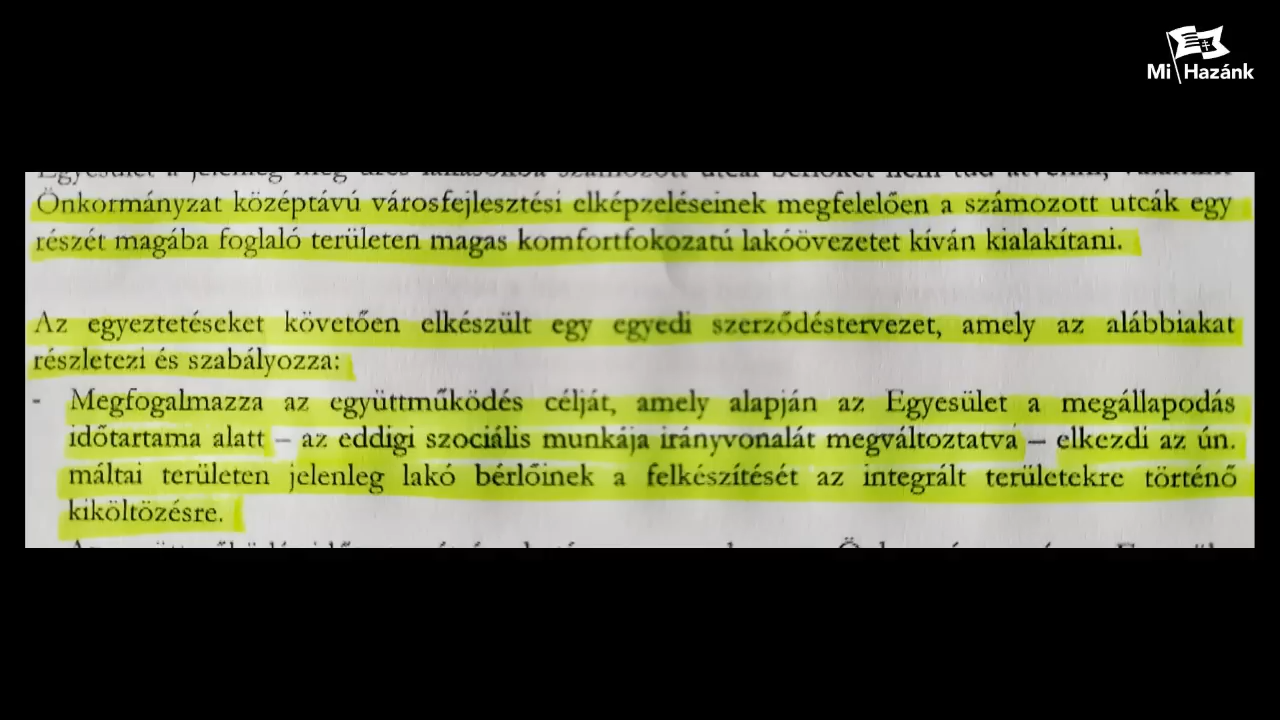 Mi Hazánk
Önkormányzat középtávú városfejlesztési elképzeléseinek megfelelően a számozott utcák egy
részét magába foglaló területen magas komfortfokozatú lakóövezetet kíván kialakítani.
Az egyeztetéseket követően elkészült egy egyedi szerződéstervezet, amely az alábbiakat
részletezi és szabályozza:
- Megfogalmazza az együttműködés célját, amely alapján az Egyesület a megállapodás
időtartama alatt – az eddigi szociális munkája irányvonalát megváltoztatva – elkezdi az ún.
máltai területen jelenleg lakó bérlőinek a felkészítését az integrált területekre történő
kiköltözésre.